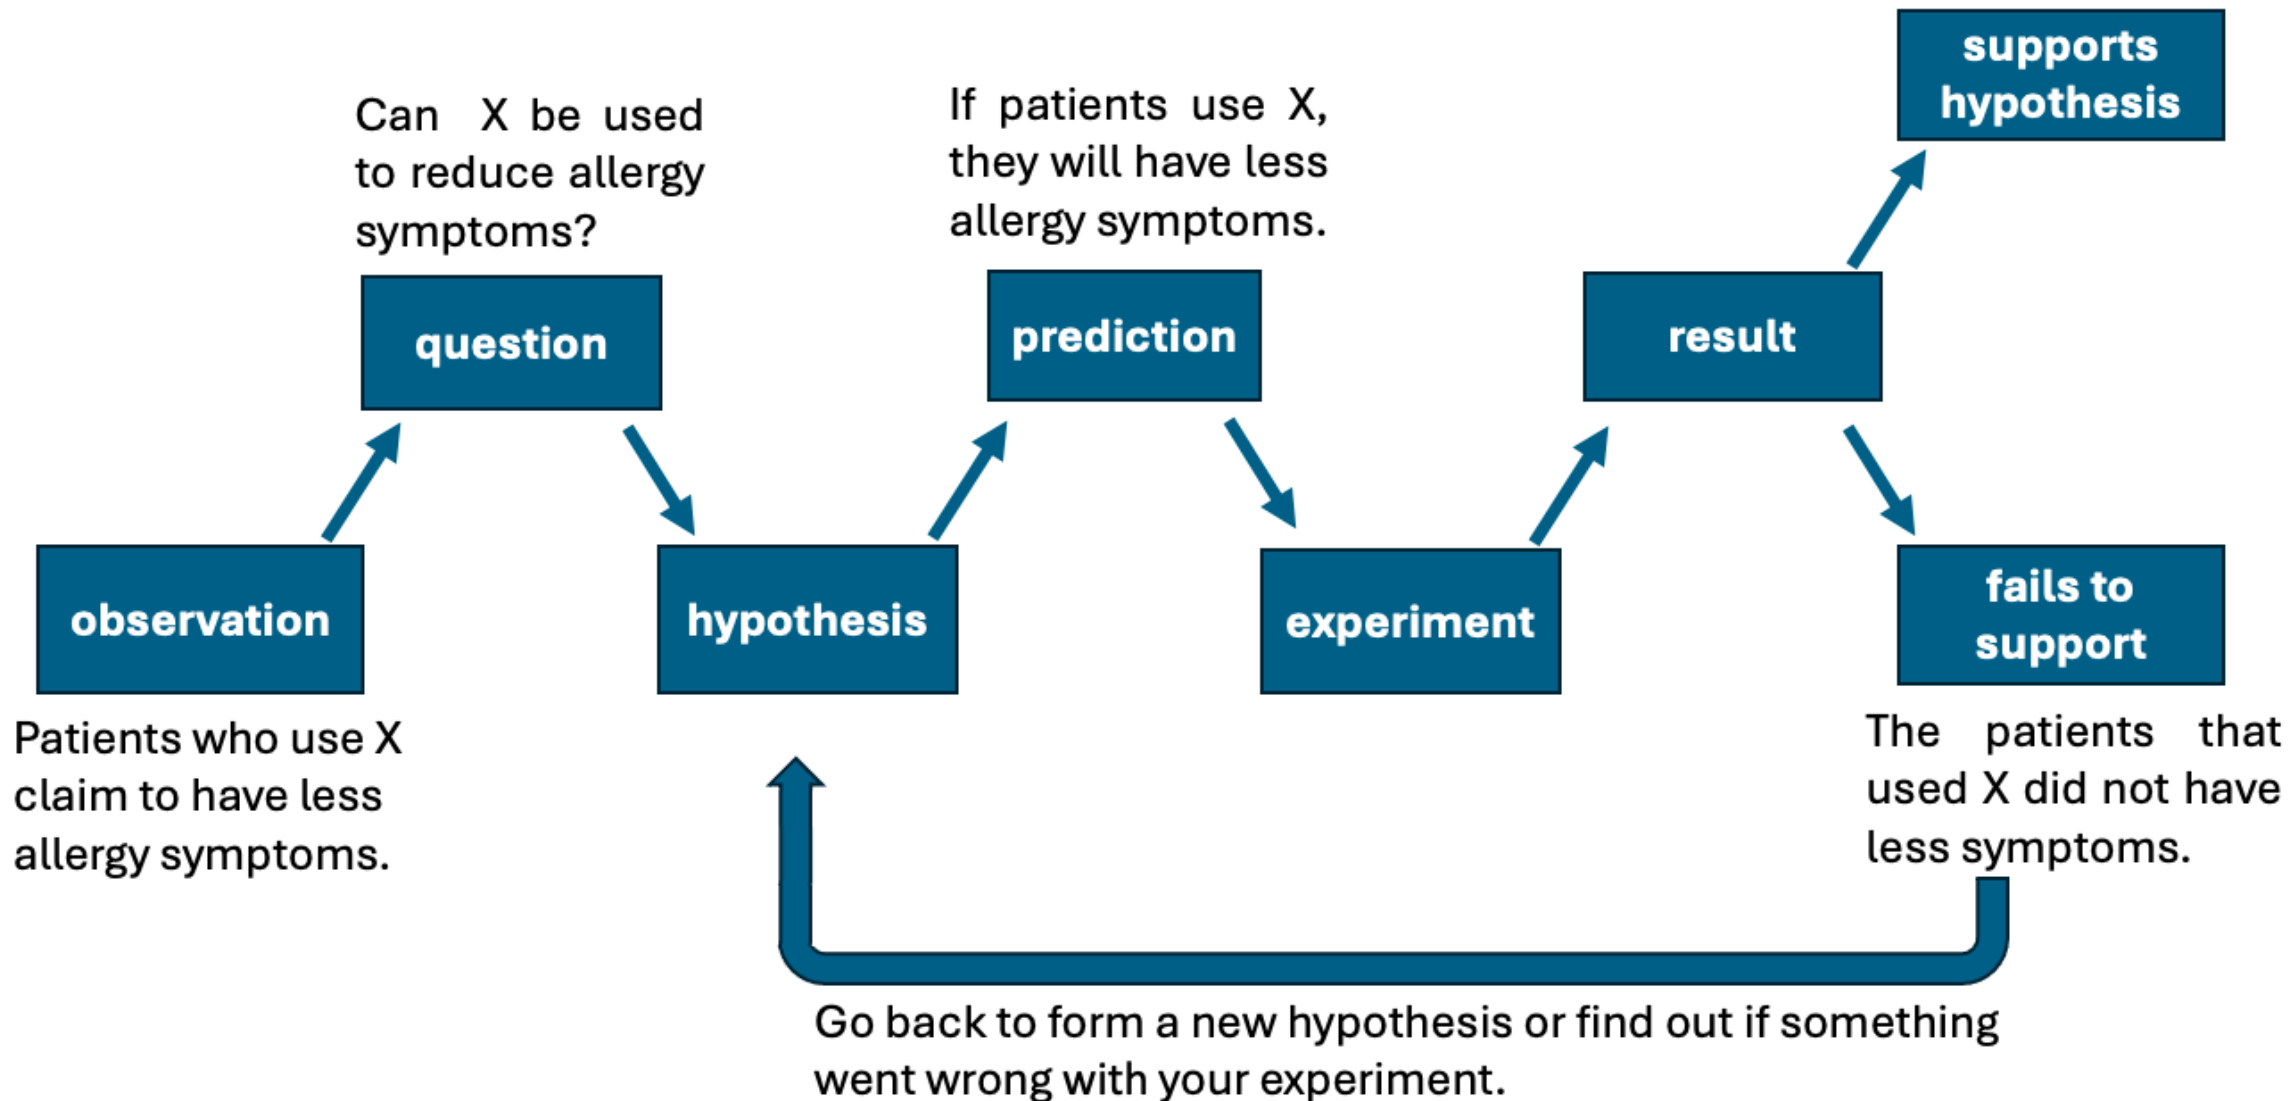 supports
hypothesis
Can X be used
to reduce allergy
symptoms?
If patients use X,
they will have less
allergy symptoms.
question
prediction
result
observation
hypothesis
experiment
fails to
support
Patients who use X
claim to have less
allergy symptoms.
The patients that
used X did not have
less symptoms.
Go back to form a new hypothesis or find out if something
went wrong with your experiment.